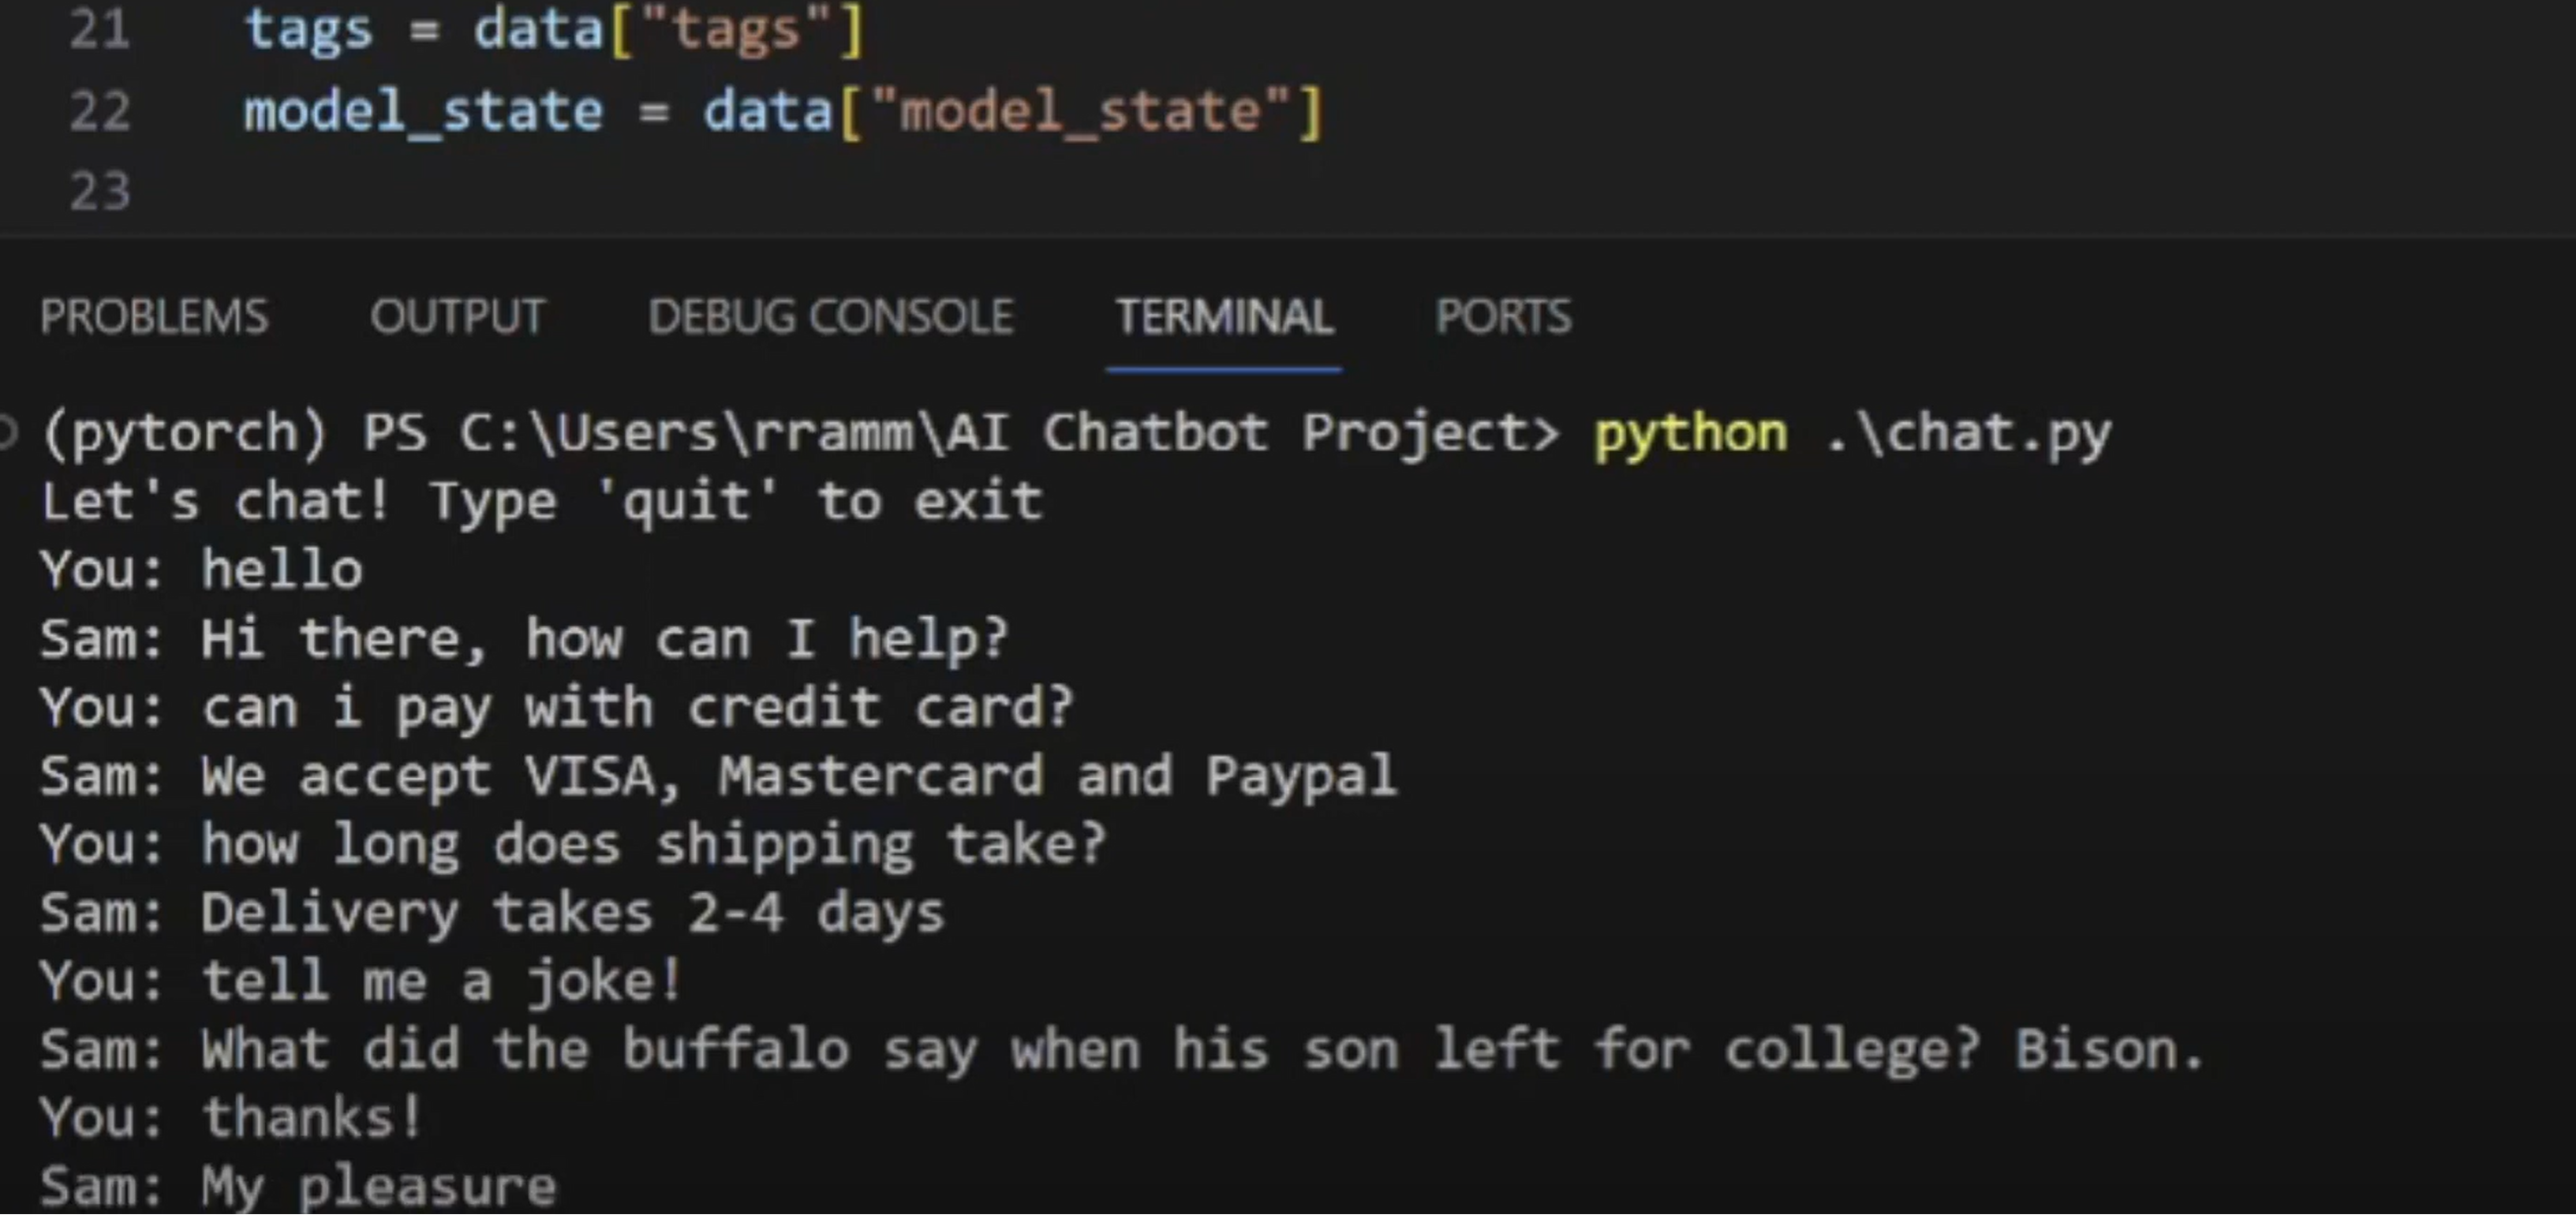 21 tags = data["tags"]
22 model_state = data["model_state"]
23
PROBLEMS OUTPUT DEBUG CONSOLE TERMINAL PORTS
(pytorch) PS C:\Users\rramm\AI Chatbot Project> python .\chat.py
Let's chat! Type 'quit' to exit
You: hello
Sam: Hi there, how can I help?
You: can i pay with credit card?
Sam: We accept VISA, Mastercard and Paypal
You: how long does shipping take?
Sam: Delivery takes 2-4 days
You: tell me a joke!
Sam: What did the buffalo say when his son left for college? Bison.
You: thanks!
Sam: My pleasure